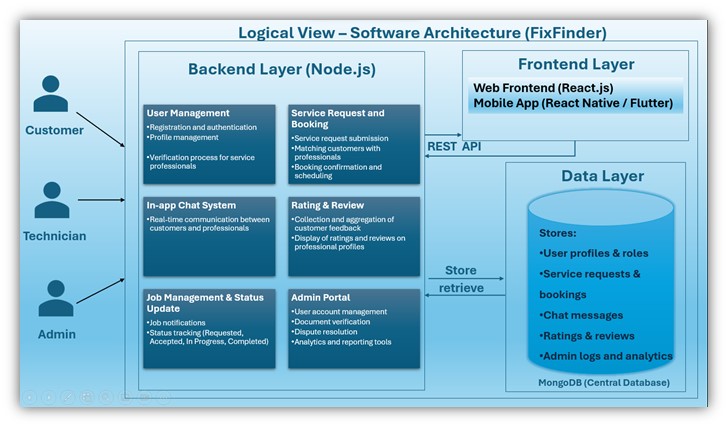 Logical View – Software Architecture (FixFinder)
Customer
Technician
Admin
Backend Layer (Node.js)
User Management
•Registration and authentication
•Profile management
•Verification process for service
professionals
Service Request and
Booking
•Service request submission
•Matching customers with
professionals
•Booking confirmation and
scheduling
In-app Chat System
•Real-time communication between
customers and professionals
Rating & Review
•Collection and aggregation of
customer feedback
•Display of ratings and reviews on
professional profiles
Job Management & Status
Update
•Job notifications
•Status tracking (Requested,
Accepted, In Progress, Completed)
Admin Portal
•User account management
•Document verification
•Dispute resolution
•Analytics and reporting tools
Frontend Layer
Web Frontend (React.js)
Mobile App (React Native / Flutter)
REST API
Store
retrieve
Data Layer
Stores:
•User profiles & roles
•Service requests &
bookings
•Chat messages
•Ratings & reviews
•Admin logs and analytics
MongoDB (Central Database)